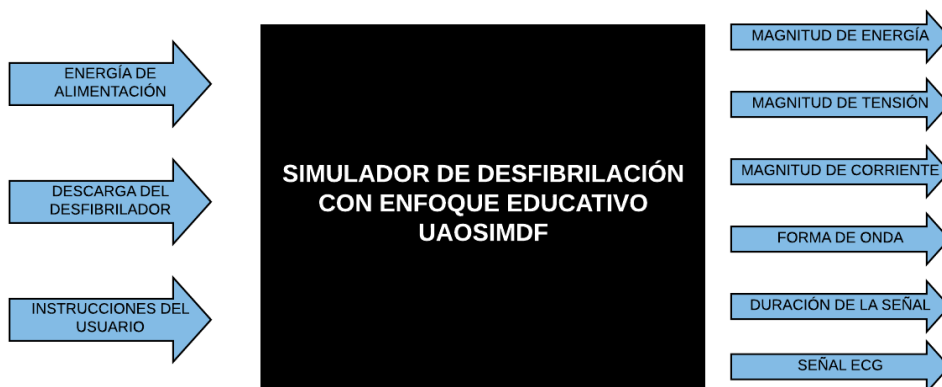 ENERGÍA DE
ALIMENTACIÓN
DESCARGA DEL
DESFIBRILADOR
INSTRUCCIONES DEL
USUARIO
SIMULADOR DE DESFIBRILACIÓN
CON ENFOQUE EDUCATIVO
UAOSIMDF
MAGNITUD DE ENERGÍA
MAGNITUD DE TENSIÓN
MAGNITUD DE CORRIENTE
FORMA DE ONDA
DURACIÓN DE LA SEÑAL
SEÑAL ECG